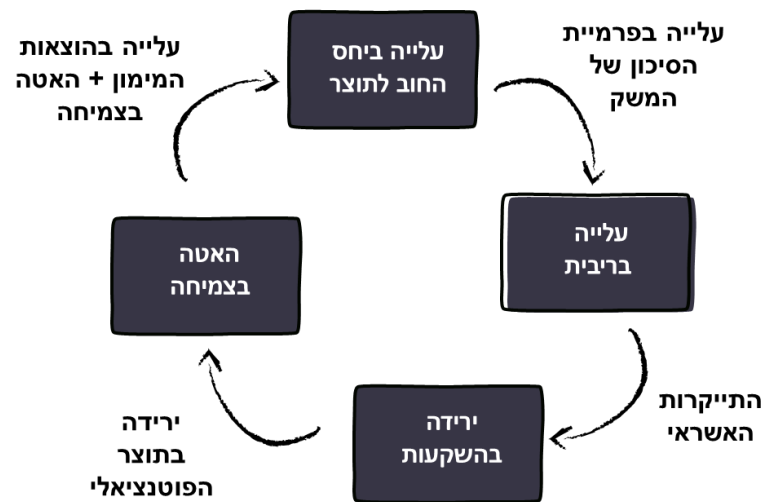 עלייה ביחס
החוב לתוצר
עלייה בפרמיית
הסיכון של
המשק
עלייה
בריבית
התייקרות
האשראי
ירידה
בהשקעות
ירידה
בתוצר
הפוטנציאלי
האטה
בצמיחה
עלייה בהוצאות
המימון + האטה
בצמיחה